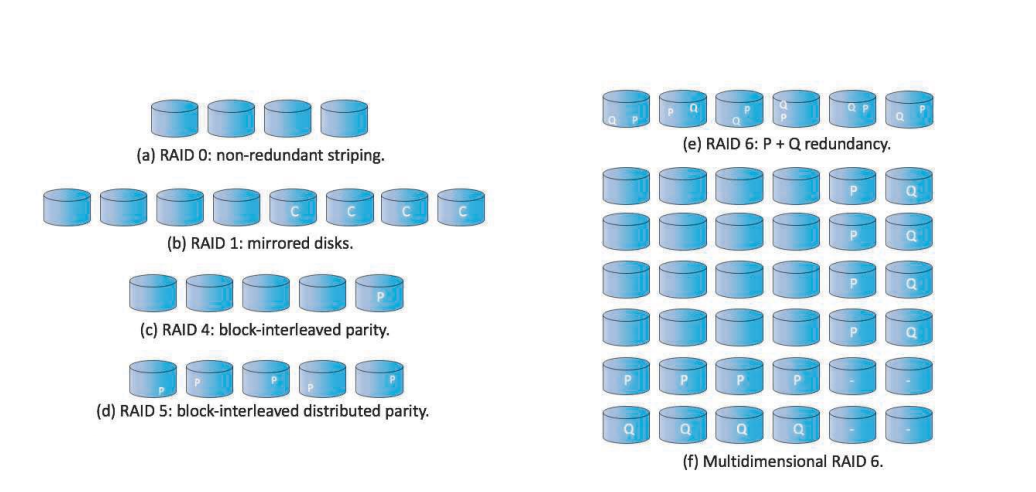 (a) RAID 0: non-redundant striping.
C C C C
(b) RAID 1: mirrored disks.
P
(c) RAID 4: block-interleaved parity.
P P P P P
(d) RAID 5: block-interleaved distributed parity.
Q P P Q Q P Q P Q P Q P
(e) RAID 6: P + Q redundancy.
P Q
P Q
P Q
P Q
P P P P - -
Q Q Q Q - -
(f) Multidimensional RAID 6.